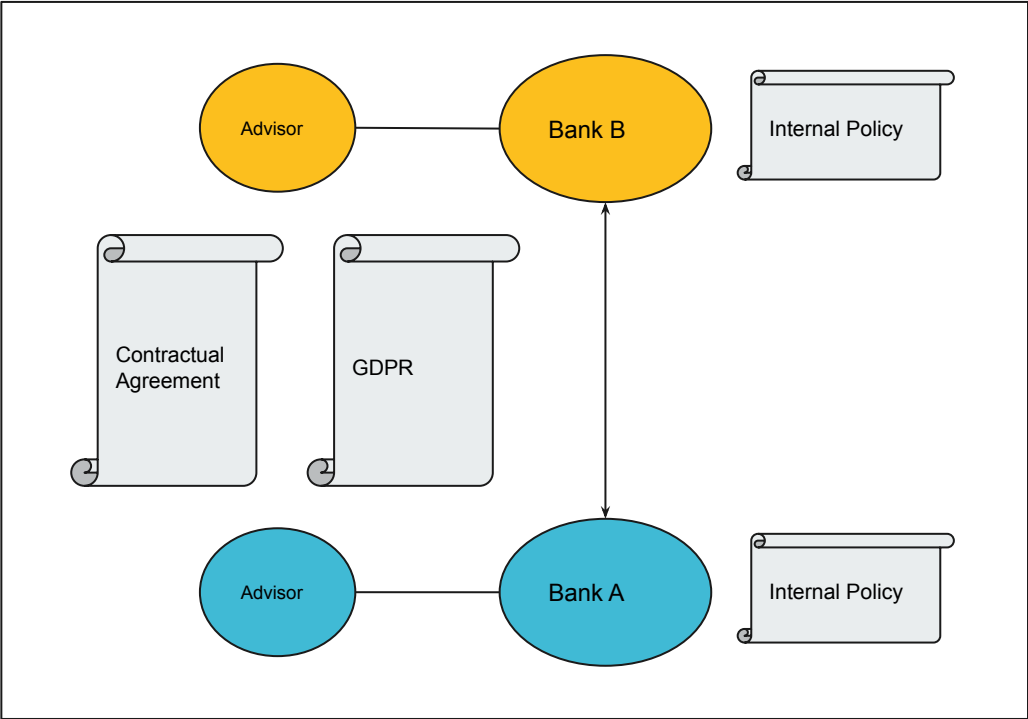 Advisor
Bank B
Internal Policy
Contractual
Agreement
GDPR
Advisor
Bank A
Internal Policy